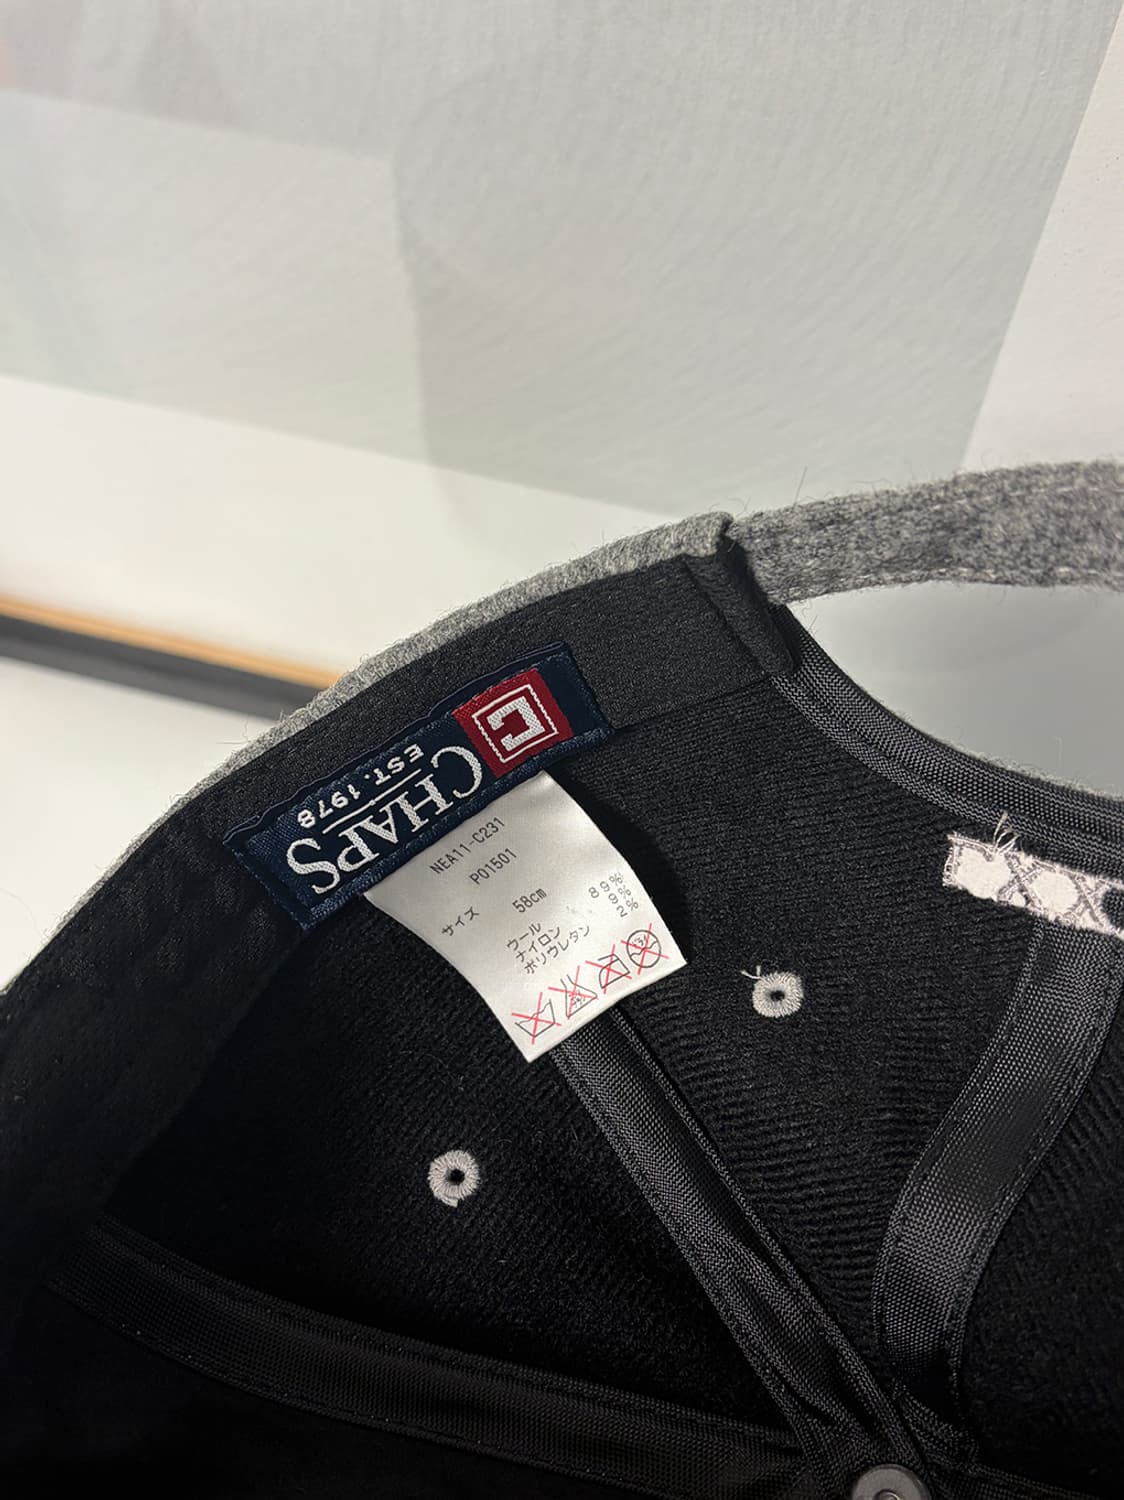 CHAPS
EST. 1978
NEA11-C231
P01501
サイズ 58cm
ウール 89%
ナイロン 9%
ポリウレタン 2%